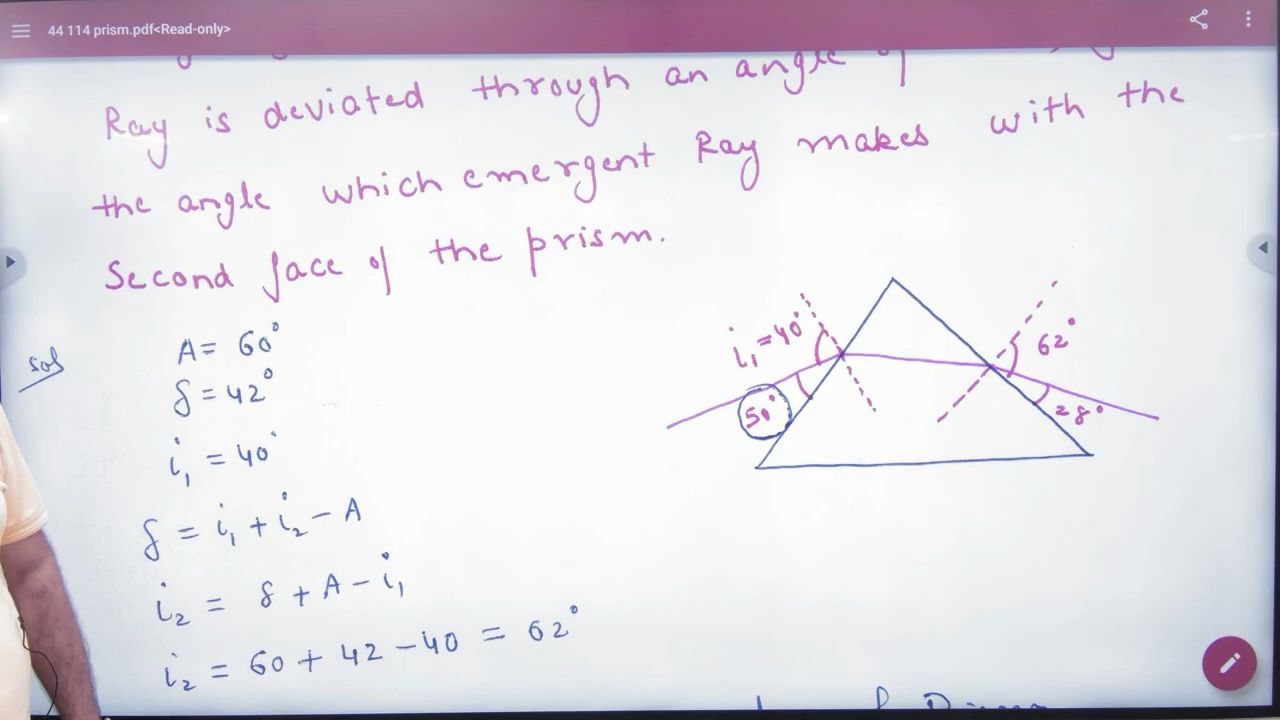 44 114 prism.pdf<Read-only>
Ray is deviated through an angle of
the angle which emergent Ray makes with the
Second face of the prism.
Sol
A = 60°
δ = 42°
i₁ = 40°
δ = i₁ + i₂ - A
i₂ = δ + A - i₁
i₂ = 60 + 42 - 40 = 62°
i₁ = 40°
62°
50°
28°